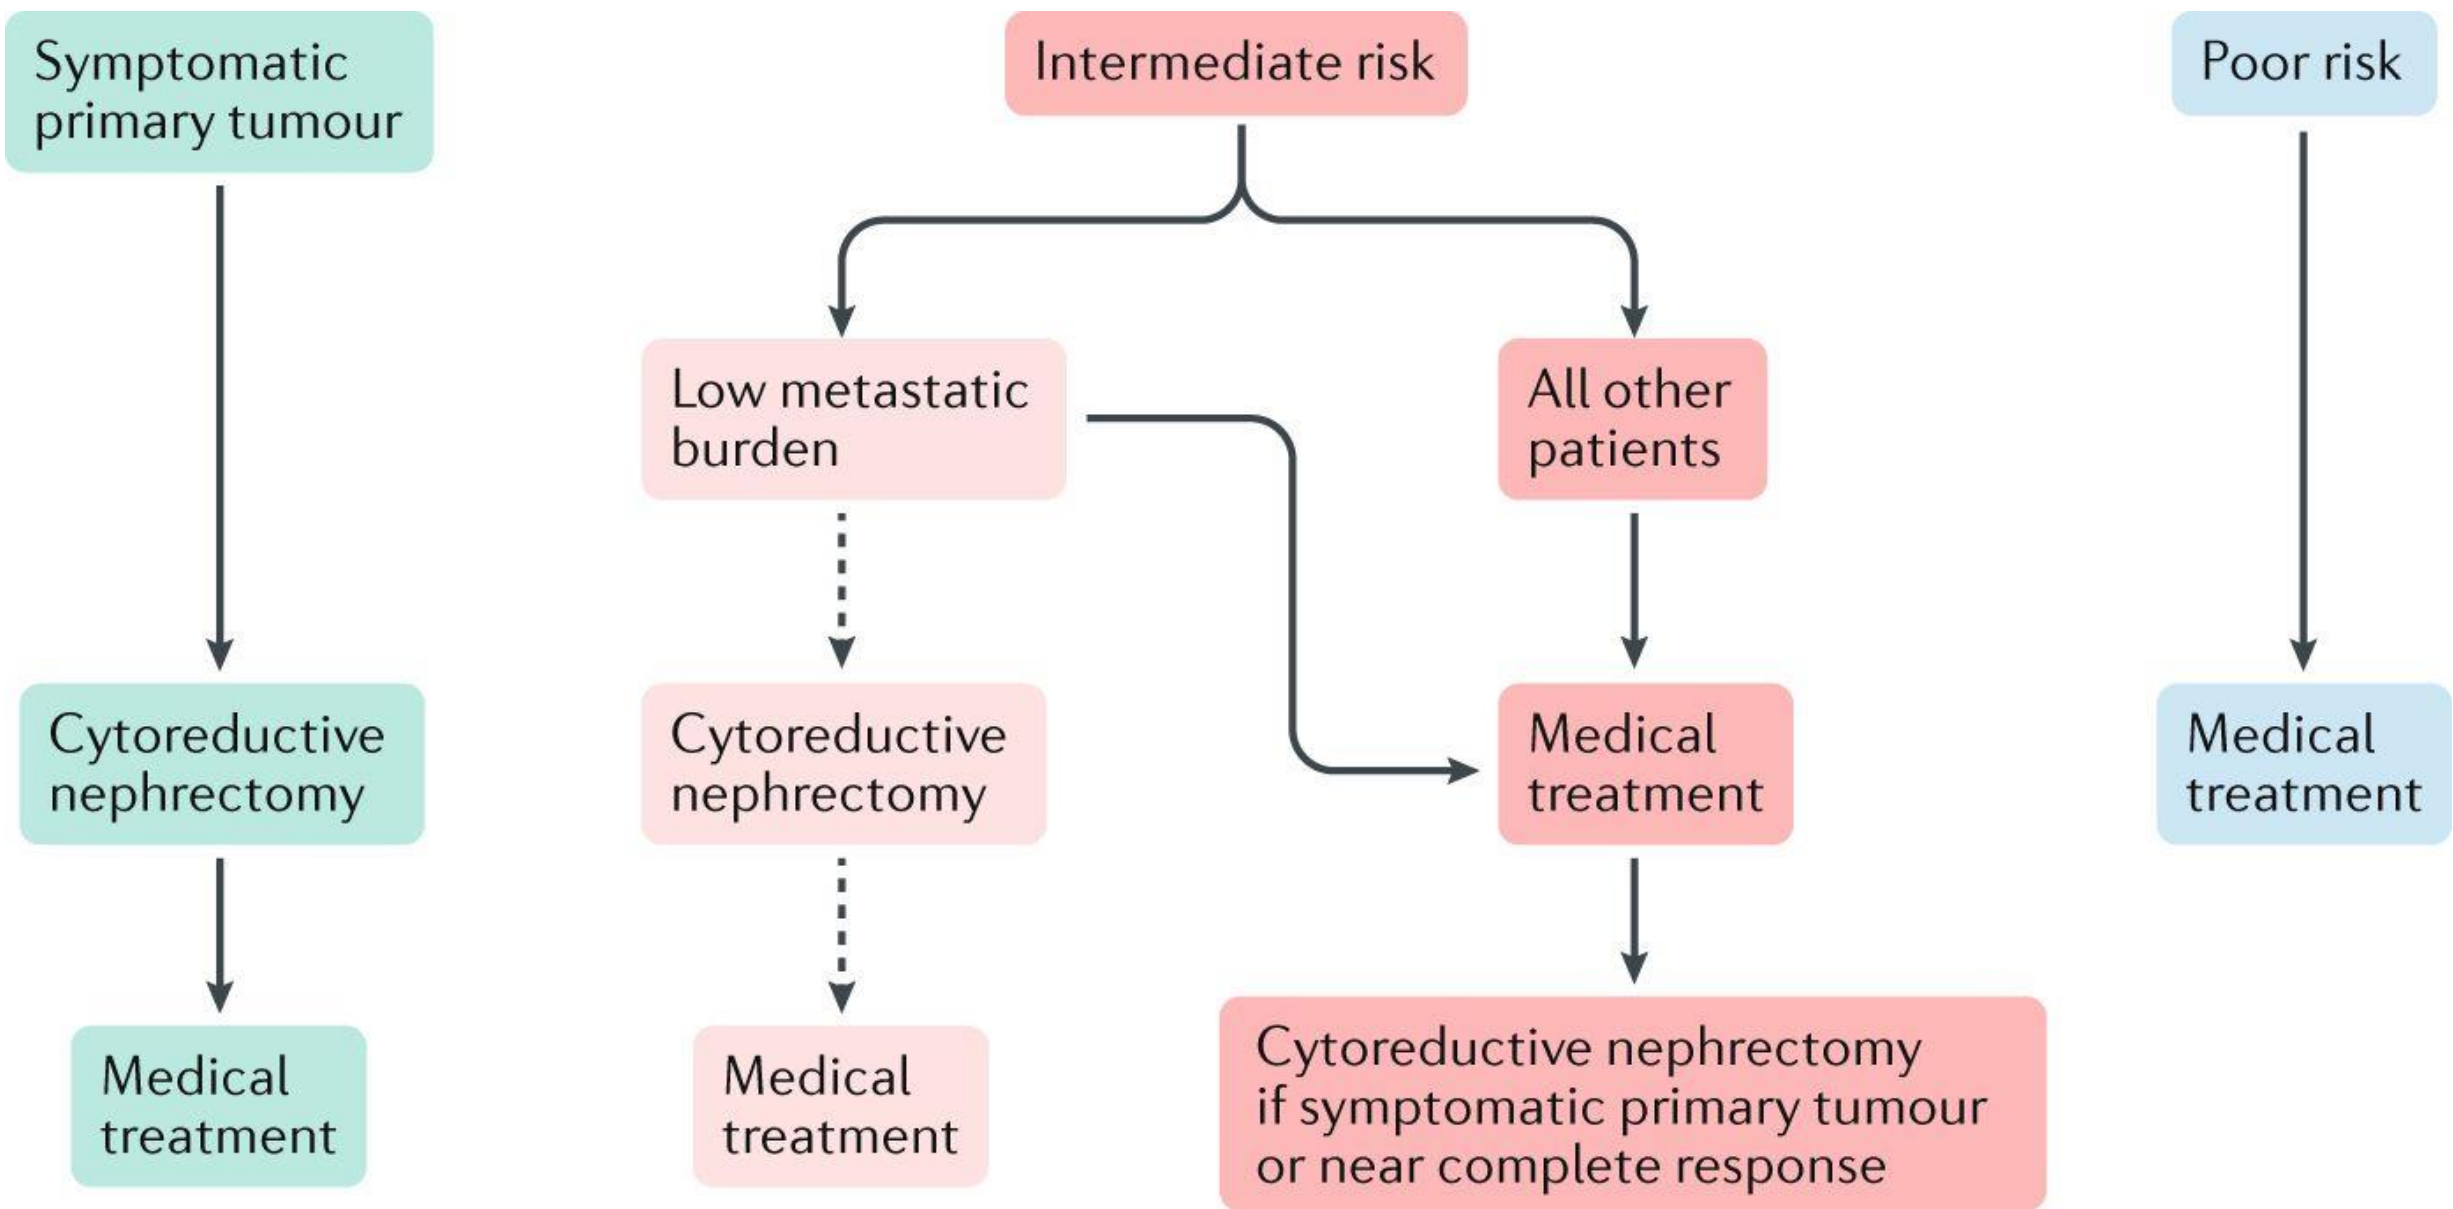 Symptomatic
primary tumour
Intermediate risk
Poor risk
Low metastatic
burden
All other
patients
Cytoreductive
nephrectomy
Cytoreductive
nephrectomy
Medical
treatment
Medical
treatment
Medical
treatment
Medical
treatment
Cytoreductive nephrectomy
if symptomatic primary tumour
or near complete response